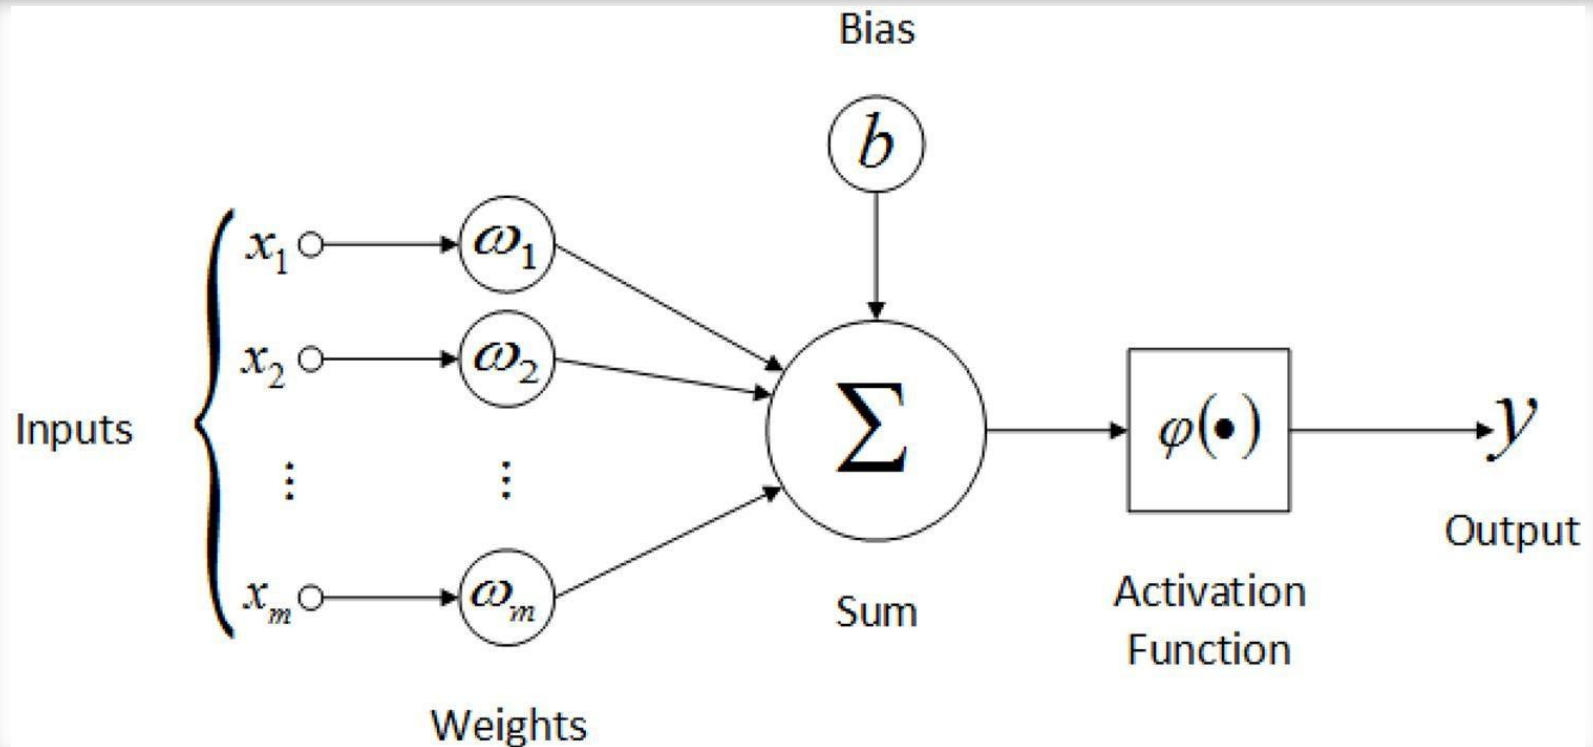 Bias
b
x₁ ω₁
x₂ ω₂
Inputs
Σ
φ(•)
y
⋮ ⋮
Output
xₘ ωₘ
Sum
Activation
Function
Weights